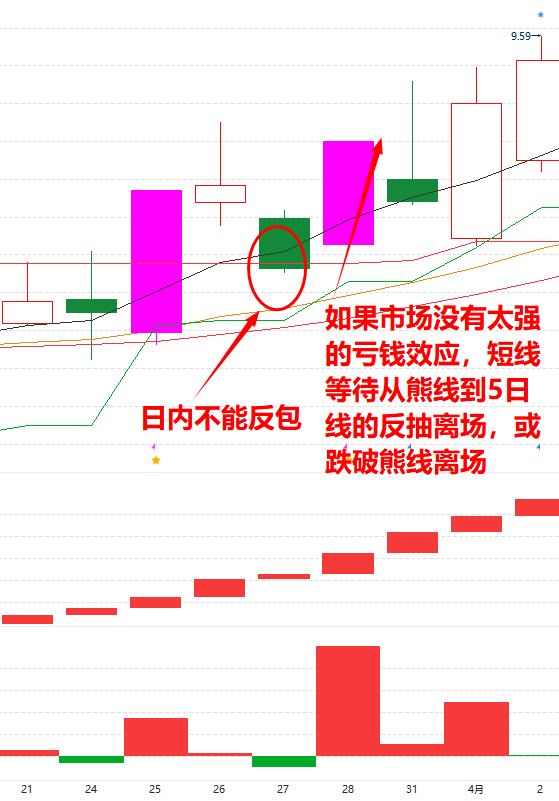 9.59
日内不能反包
如果市场没有太强
的亏钱效应，短线
等待从熊线到5日
线的反抽离场，或
跌破熊线离场
21 24 25 26 27 28 31 4月 2